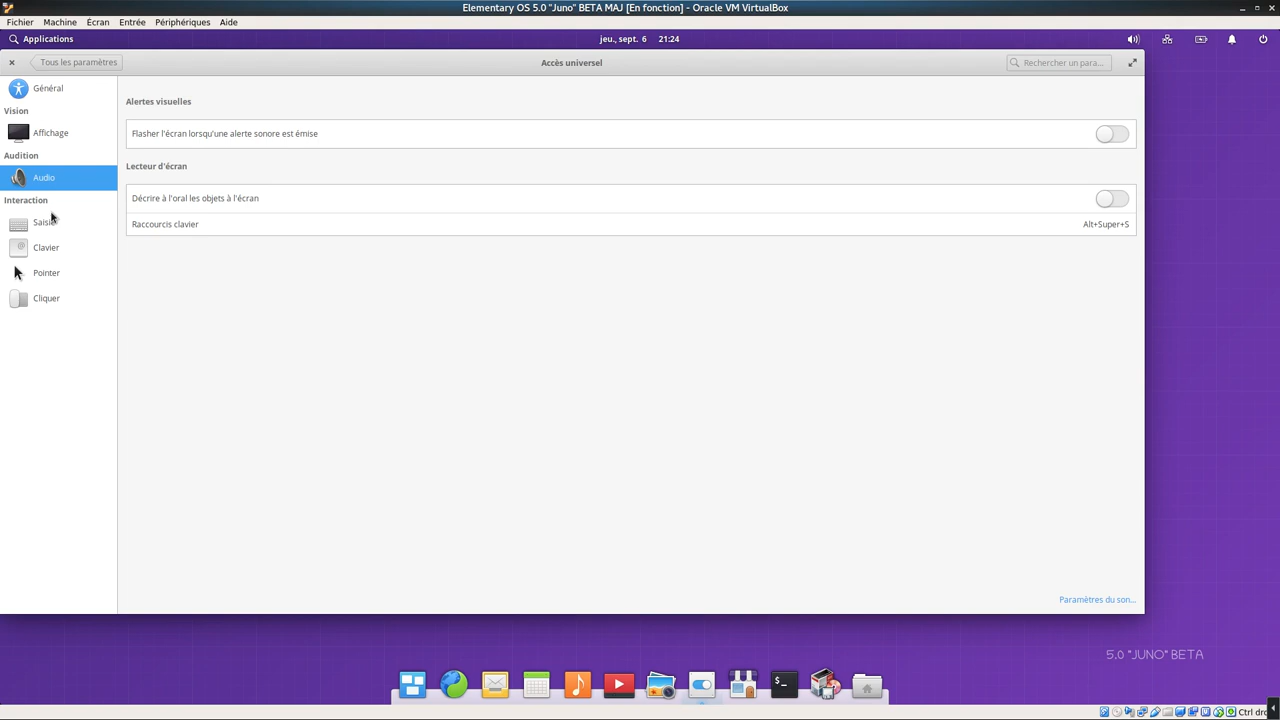 Elementary OS 5.0 "Juno" BETA MAJ [En fonction] - Oracle VM VirtualBox
Fichier Machine Écran Entrée Périphériques Aide
Applications jeu., sept. 6 21:24
Tous les paramètres Accès universel Rechercher un para...
Général
Vision
Affichage
Audition
Audio
Interaction
Saisie
Clavier
Pointer
Cliquer
Alertes visuelles
Flasher l'écran lorsqu'une alerte sonore est émise
Lecteur d'écran
Décrire à l'oral les objets à l'écran
Raccourcis clavier Alt+Super+S
Paramètres du son...
5.0 "JUNO" BETA
Ctrl dro